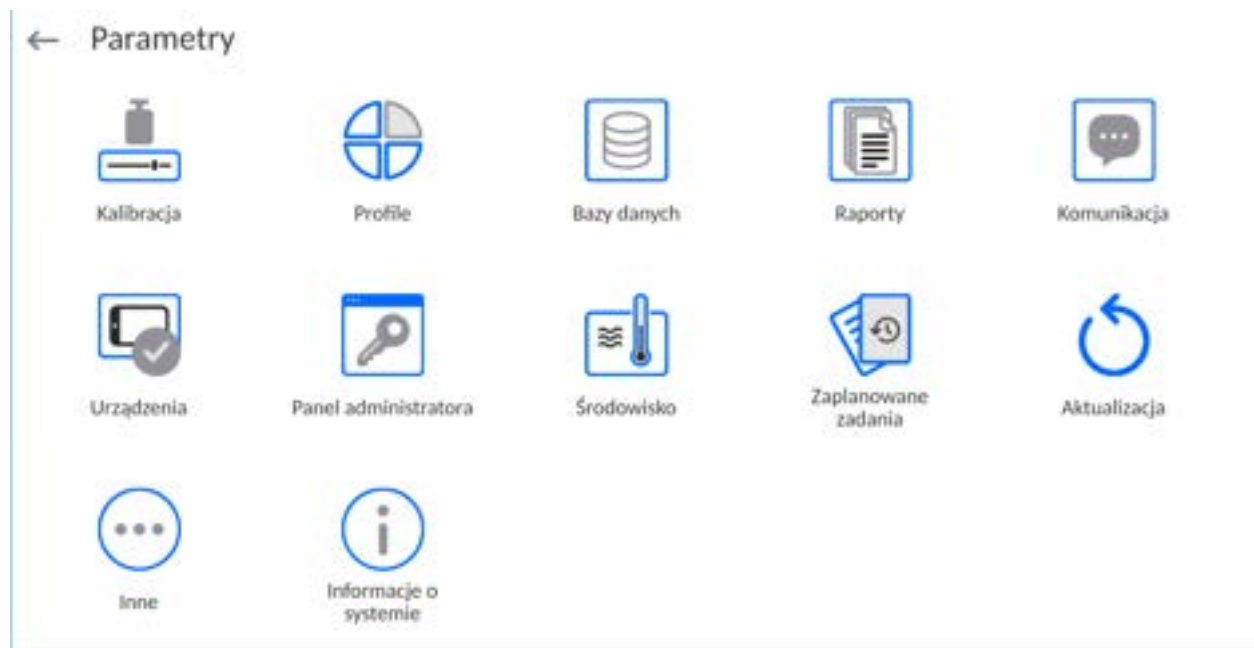 Parametry
Kalibracja
Profile
Bazy danych
Raporty
Komunikacja
Urządzenia
Panel administratora
Środowisko
Zaplanowane
zadania
Aktualizacja
Inne
Informacje o
systemie